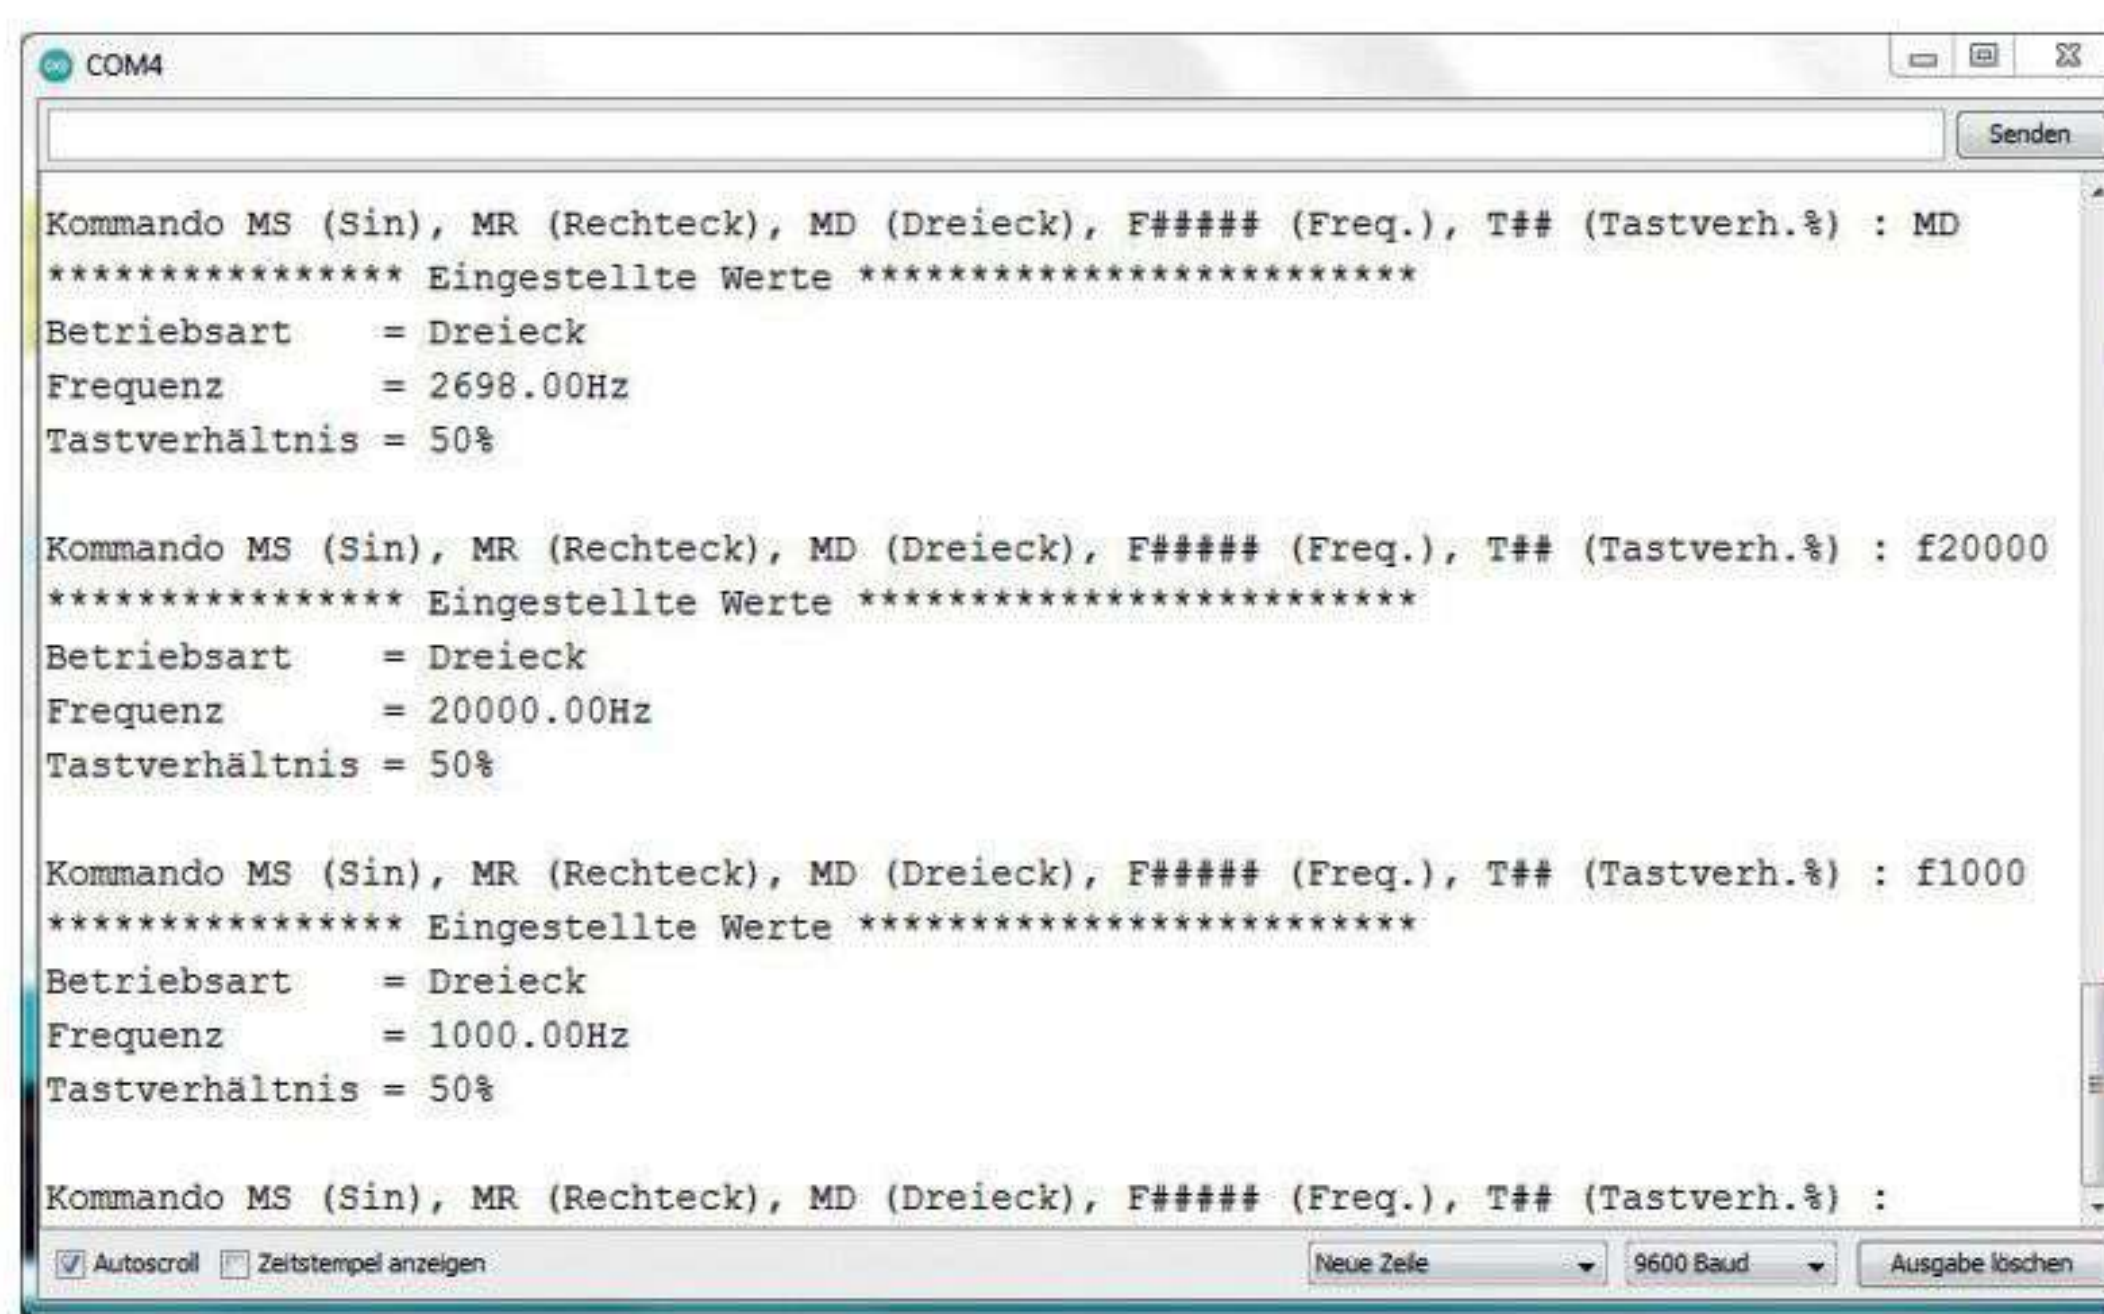 COM4
Senden
Kommando MS (Sin), MR (Rechteck), MD (Dreieck), F##### (Freq.), T## (Tastverh.%) : MD
**************** Eingestellte Werte *************************
Betriebsart    = Dreieck
Frequenz       = 2698.00Hz
Tastverhältnis = 50%
Kommando MS (Sin), MR (Rechteck), MD (Dreieck), F##### (Freq.), T## (Tastverh.%) : f20000
**************** Eingestellte Werte *************************
Betriebsart    = Dreieck
Frequenz       = 20000.00Hz
Tastverhältnis = 50%
Kommando MS (Sin), MR (Rechteck), MD (Dreieck), F##### (Freq.), T## (Tastverh.%) : f1000
**************** Eingestellte Werte *************************
Betriebsart    = Dreieck
Frequenz       = 1000.00Hz
Tastverhältnis = 50%
Kommando MS (Sin), MR (Rechteck), MD (Dreieck), F##### (Freq.), T## (Tastverh.%) :
Autoscroll Zeitstempel anzeigen Neue Zeile 9600 Baud Ausgabe löschen